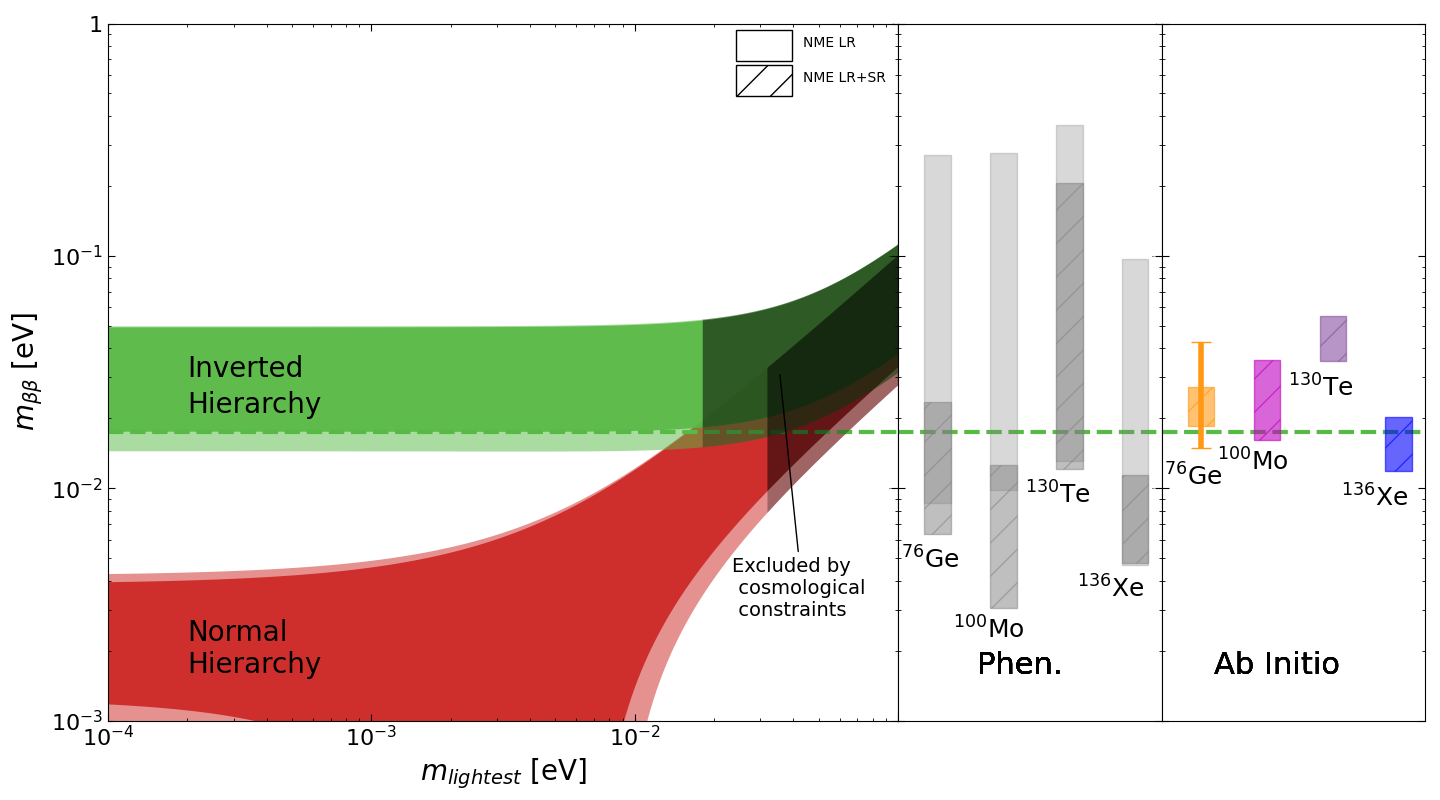 1
NME LR
NME LR+SR
10⁻¹
m_ββ [eV]
Inverted
Hierarchy
¹³⁰Te
¹⁰⁰Mo
⁷⁶Ge
¹³⁶Xe
10⁻²
¹³⁰Te
⁷⁶Ge
¹³⁶Xe
¹⁰⁰Mo
Excluded by
cosmological
constraints
Normal
Hierarchy
Phen.
Ab Initio
10⁻³
10⁻⁴
10⁻³
10⁻²
m_lightest [eV]